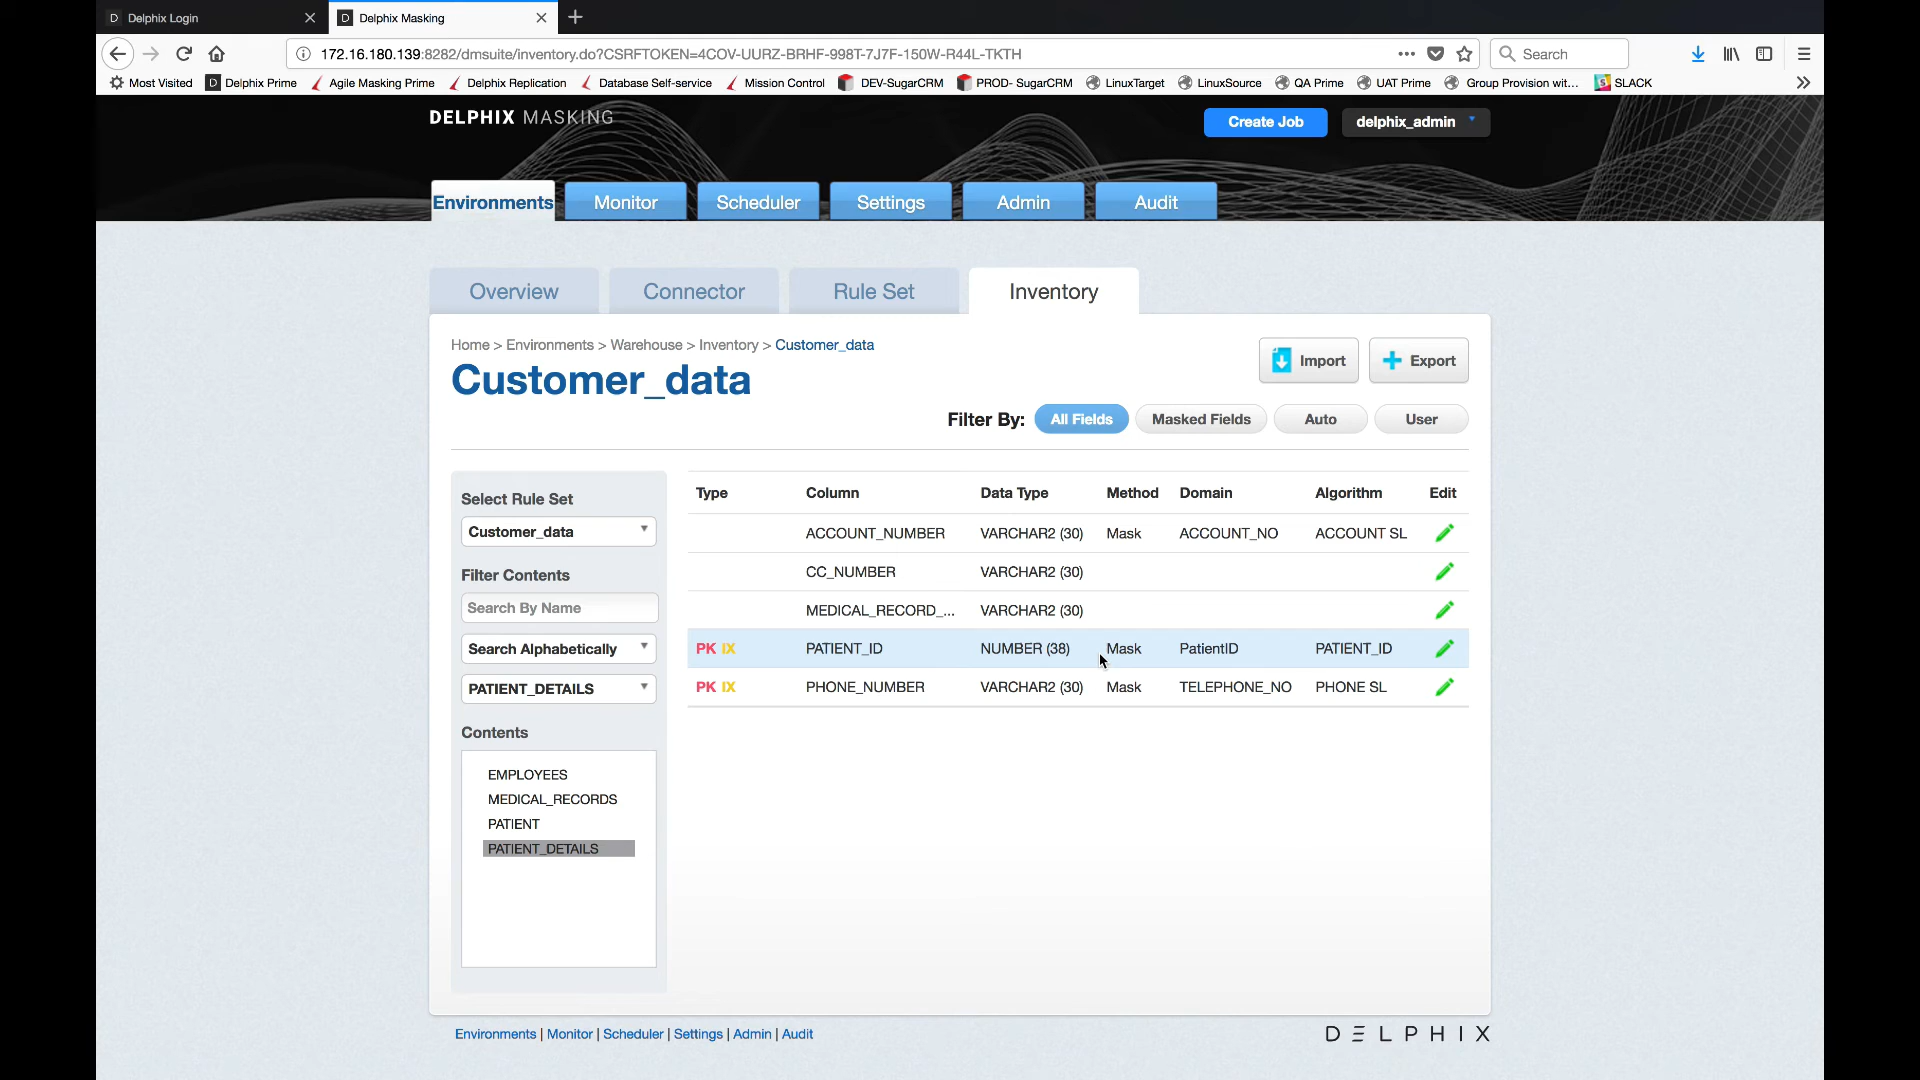 Delphix Login
Delphix Masking
172.16.180.139:8282/dmsuite/inventory.do?CSRFTOKEN=4COV-UURZ-BRHF-998T-7J7F-150W-R44L-TKTH
Search
Most Visited
Delphix Prime
Agile Masking Prime
Delphix Replication
Database Self-service
Mission Control
DEV-SugarCRM
PROD- SugarCRM
LinuxTarget
LinuxSource
QA Prime
UAT Prime
Group Provision wit...
SLACK
DELPHIX MASKING
Create Job
delphix_admin
Environments
Monitor
Scheduler
Settings
Admin
Audit
Overview
Connector
Rule Set
Inventory
Home > Environments > Warehouse > Inventory > Customer_data
Customer_data
Import
Export
Filter By: All Fields Masked Fields Auto User
Select Rule Set
Customer_data
Filter Contents
Search By Name
Search Alphabetically
PATIENT_DETAILS
Contents
EMPLOYEES
MEDICAL_RECORDS
PATIENT
PATIENT_DETAILS
Type Column Data Type Method Domain Algorithm Edit
ACCOUNT_NUMBER VARCHAR2 (30) Mask ACCOUNT_NO ACCOUNT SL
CC_NUMBER VARCHAR2 (30)
MEDICAL_RECORD_... VARCHAR2 (30)
PK IX PATIENT_ID NUMBER (38) Mask PatientID PATIENT_ID
PK IX PHONE_NUMBER VARCHAR2 (30) Mask TELEPHONE_NO PHONE SL
Environments | Monitor | Scheduler | Settings | Admin | Audit
DELPHIX